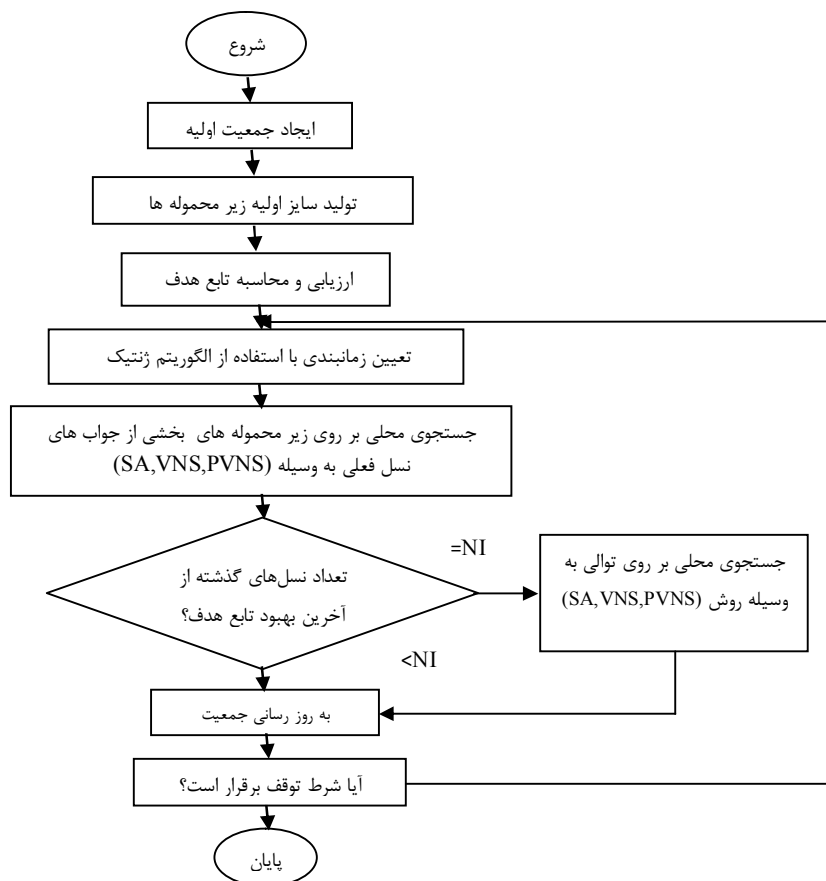 شروع
ایجاد جمعیت اولیه
تولید سایز اولیه زیر محموله ها
ارزیابی و محاسبه تابع هدف
تعیین زمانبندی با استفاده از الگوریتم ژنتیک
جستجوی محلی بر روی زیر محموله های بخشی از جواب های
نسل فعلی به وسیله (SA,VNS,PVNS)
تعداد نسل‌های گذشته از
آخرین بهبود تابع هدف؟
=NI
جستجوی محلی بر روی توالی به
وسیله روش (SA,VNS,PVNS)
<NI
به روز رسانی جمعیت
آیا شرط توقف برقرار است؟
پایان